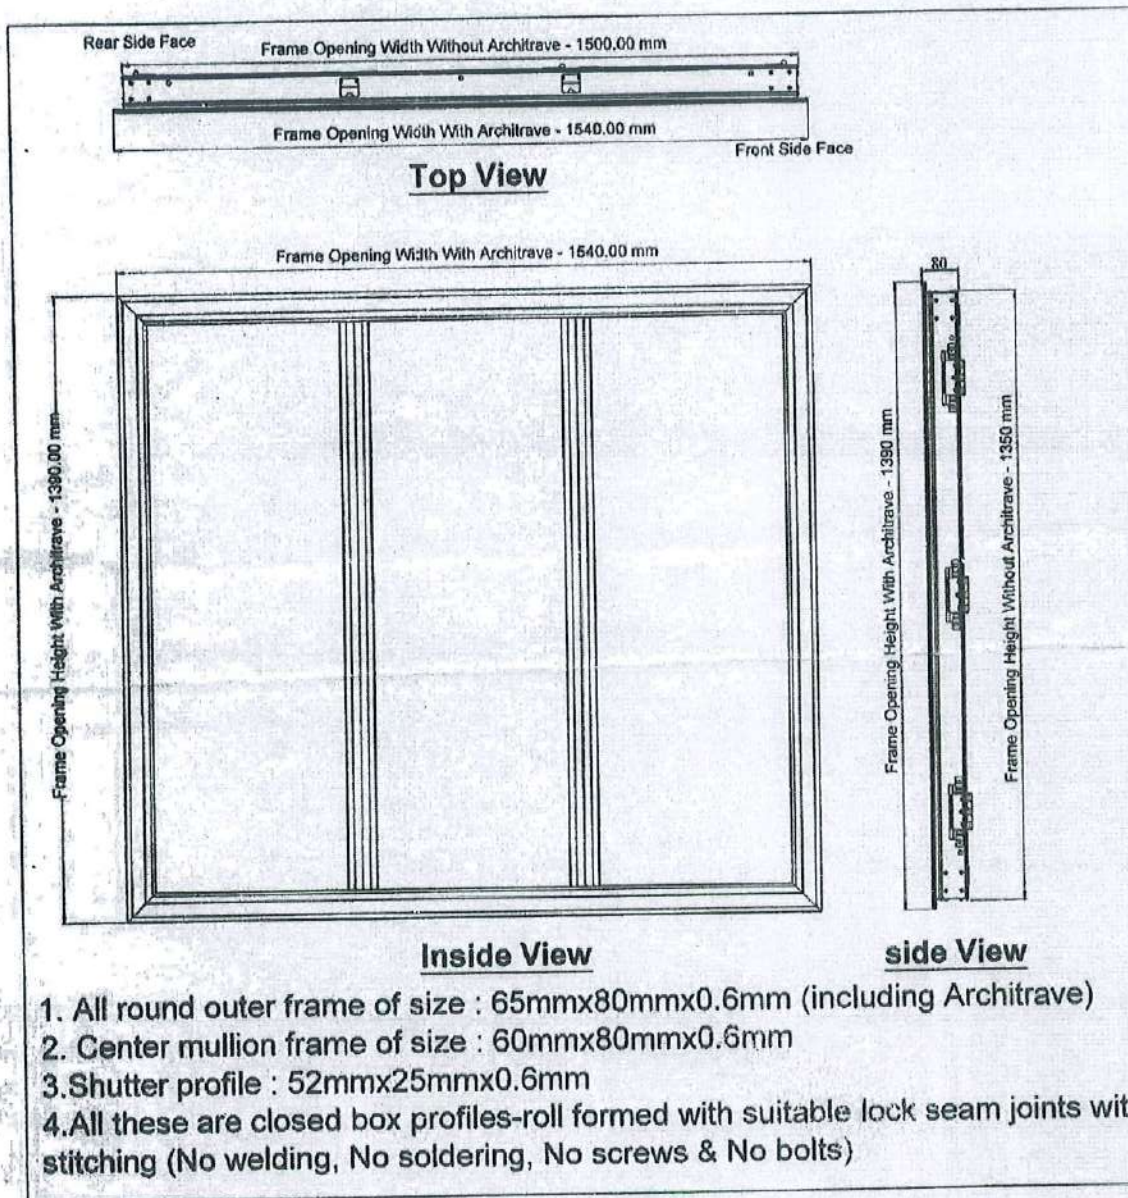 Rear Side Face
Frame Opening Width Without Architrave - 1500.00 mm
Frame Opening Width With Architrave - 1540.00 mm
Front Side Face
Top View
Frame Opening Width With Architrave - 1540.00 mm
80
Frame Opening Height With Architrave - 1390.00 mm
Frame Opening Height With Architrave - 1390 mm
Frame Opening Height Without Architrave - 1350 mm
Inside View
side View
1. All round outer frame of size : 65mmx80mmx0.6mm (including Architrave)
2. Center mullion frame of size : 60mmx80mmx0.6mm
3.Shutter profile : 52mmx25mmx0.6mm
4.All these are closed box profiles-roll formed with suitable lock seam joints wit
stitching (No welding, No soldering, No screws & No bolts)